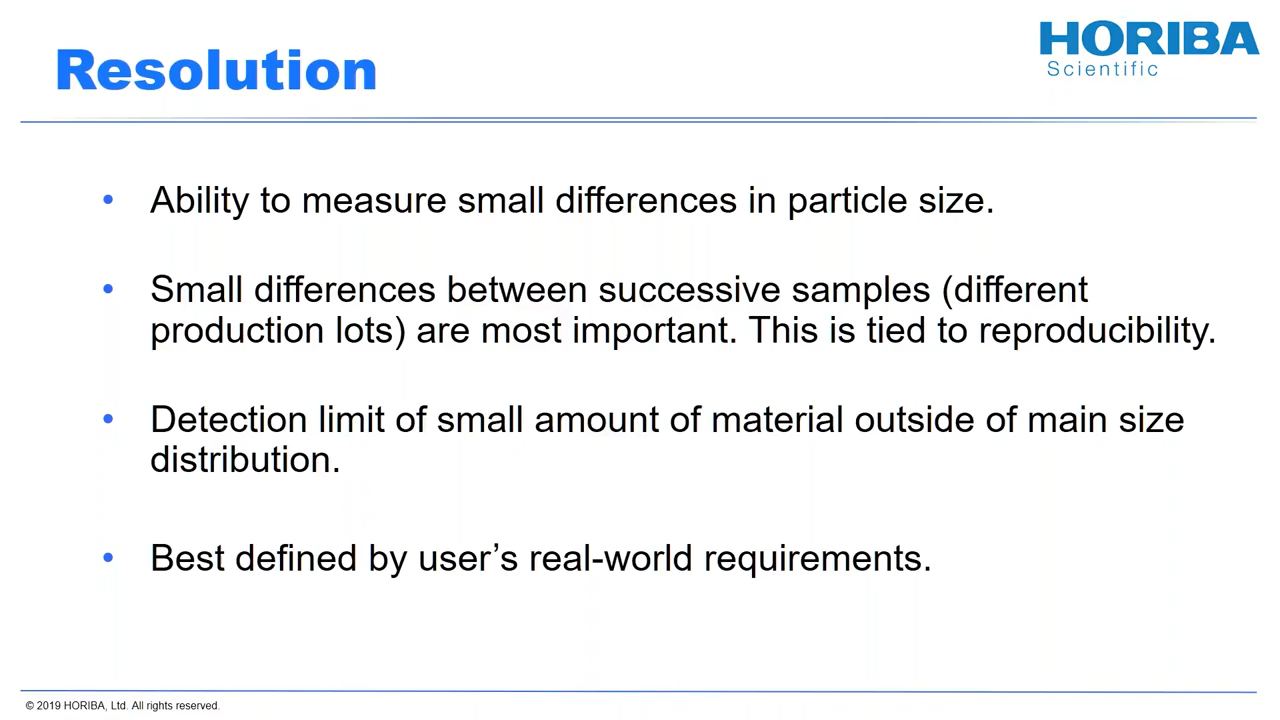 HORIBA
Scientific
Resolution
• Ability to measure small differences in particle size.
• Small differences between successive samples (different
production lots) are most important. This is tied to reproducibility.
• Detection limit of small amount of material outside of main size
distribution.
• Best defined by user’s real-world requirements.
© 2019 HORIBA, Ltd. All rights reserved.